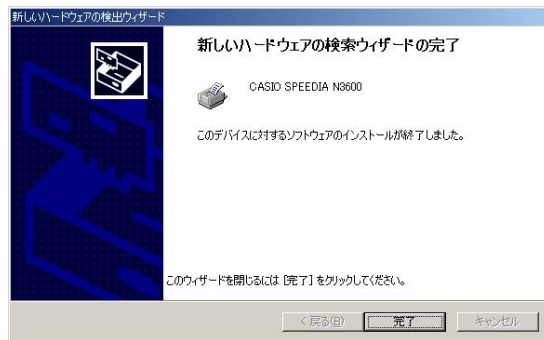 新しいハードウェアの検出ウィザード
新しいハードウェアの検索ウィザードの完了
CASIO SPEEDIA N3600
このデバイスに対するソフトウェアのインストールが終了しました。
このウィザードを閉じるには [完了] をクリックしてください。
< 戻る(B) 完了 キャンセル